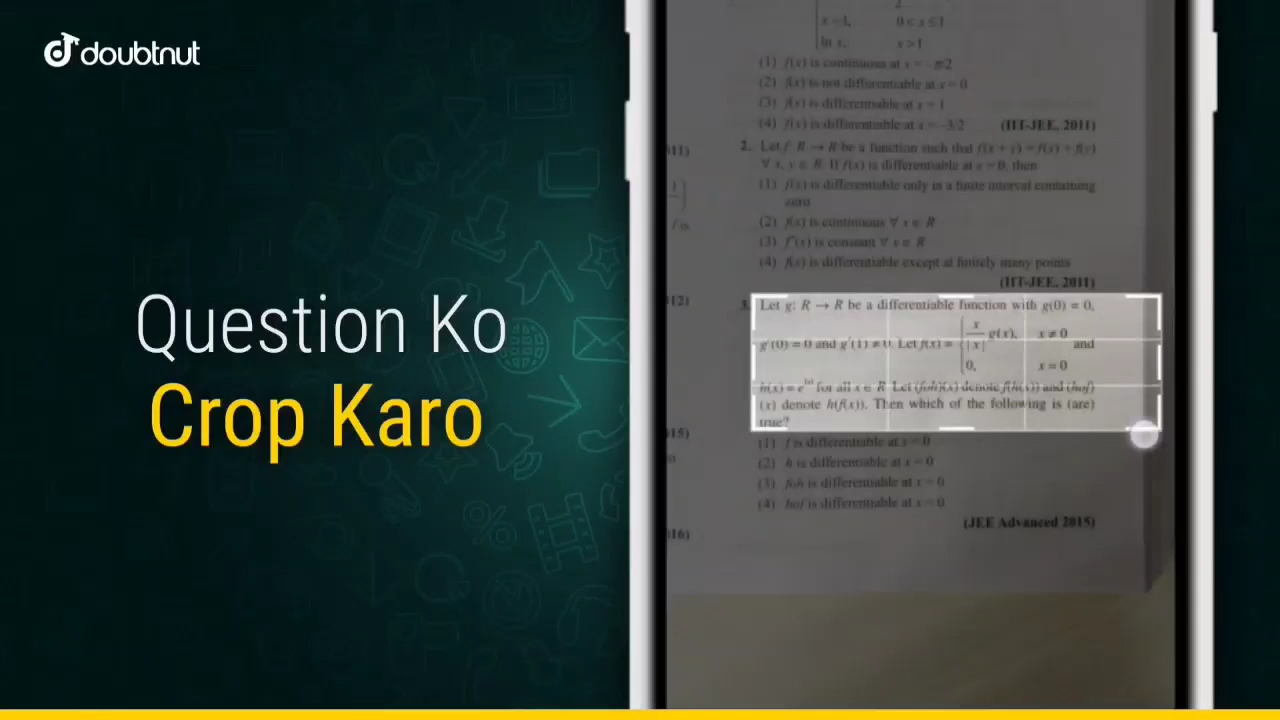 doubtnut
Question Ko
Crop Karo
2
x−1, 0<x≤1
ln x, x>1
(1) f(x) is continuous at x = −π/2
(2) f(x) is not differentiable at x = 0
(3) f(x) is differentiable at x = 1
(4) f(x) is differentiable at x = −3/2 (IIT-JEE, 2011)
2. Let f: R → R be a function such that f(x + y) = f(x) + f(y)
∀ x, y ∈ R. If f(x) is differentiable at x = 0, then
(1) f(x) is differentiable only in a finite interval containing
zero
(2) f(x) is continuous ∀ x ∈ R
(3) f′(x) is constant ∀ x ∈ R
(4) f(x) is differentiable except at finitely many points
(IIT-JEE, 2011)
3. Let g: R → R be a differentiable function with g(0) = 0,
g′(0) = 0 and g′(1) ≠ 0. Let f(x) = { x/|x| g(x), x ≠ 0
0, x = 0 and
h(x) = e^|x| for all x ∈ R. Let (foh)(x) denote f(h(x)) and (hof)
(x) denote h(f(x)). Then which of the following is (are)
true?
(1) f is differentiable at x = 0
(2) h is differentiable at x = 0
(3) foh is differentiable at x = 0
(4) hof is differentiable at x = 0
(JEE Advanced 2015)